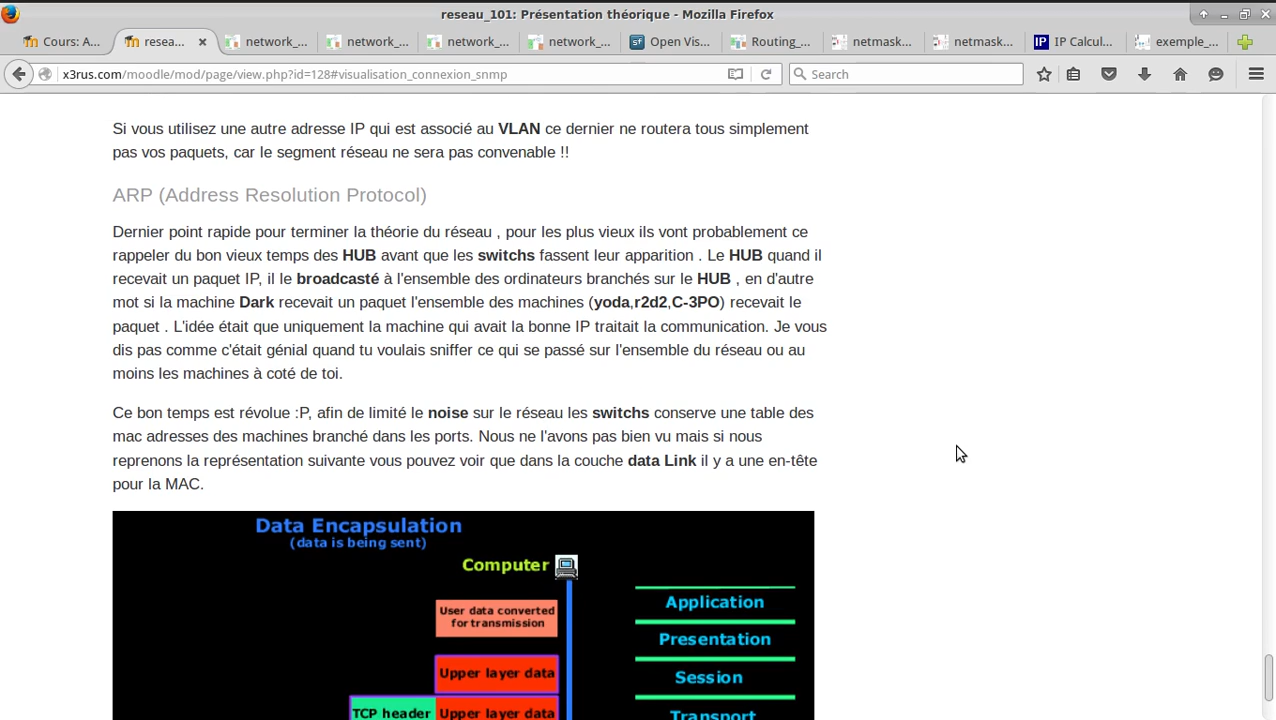 reseau_101: Présentation théorique - Mozilla Firefox
Cours: A...
resea...
network_...
network_...
network_...
network_...
Open Vis...
Routing_...
netmask...
netmask...
IP
IP Calcul...
exemple_...
x3rus.com/moodle/mod/page/view.php?id=128#visualisation_connexion_snmp
Search
Si vous utilisez une autre adresse IP qui est associé au VLAN ce dernier ne routera tous simplement
pas vos paquets, car le segment réseau ne sera pas convenable !!
ARP (Address Resolution Protocol)
Dernier point rapide pour terminer la théorie du réseau , pour les plus vieux ils vont probablement ce
rappeler du bon vieux temps des HUB avant que les switchs fassent leur apparition . Le HUB quand il
recevait un paquet IP, il le broadcasté à l'ensemble des ordinateurs branchés sur le HUB , en d'autre
mot si la machine Dark recevait un paquet l'ensemble des machines (yoda,r2d2,C-3PO) recevait le
paquet . L'idée était que uniquement la machine qui avait la bonne IP traitait la communication. Je vous
dis pas comme c'était génial quand tu voulais sniffer ce qui se passé sur l'ensemble du réseau ou au
moins les machines à coté de toi.
Ce bon temps est révolue :P, afin de limité le noise sur le réseau les switchs conserve une table des
mac adresses des machines branché dans les ports. Nous ne l'avons pas bien vu mais si nous
reprenons la représentation suivante vous pouvez voir que dans la couche data Link il y a une en-tête
pour la MAC.
Data Encapsulation
(data is being sent)
Computer
User data converted
for transmission
Application
Presentation
Upper layer data
Session
TCP header
Upper layer data
Transport